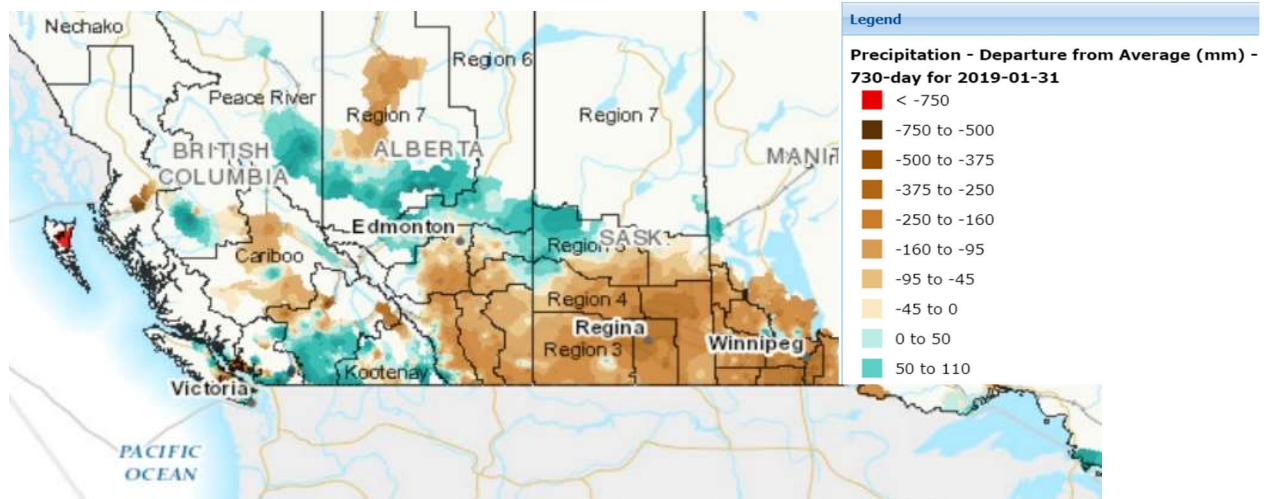 Nechako
Region 6
Peace River
Region 7
Region 7
BRITISH
COLUMBIA
ALBERTA
Edmonton
SASK.
Cariboo
Region 4
Regina
Region 3
Winnipeg
Kootenay
Victoria
PACIFIC
OCEAN
Legend
Precipitation - Departure from Average (mm) -
730-day for 2019-01-31
< -750
-750 to -500
-500 to -375
-375 to -250
-250 to -160
-160 to -95
-95 to -45
-45 to 0
0 to 50
50 to 110